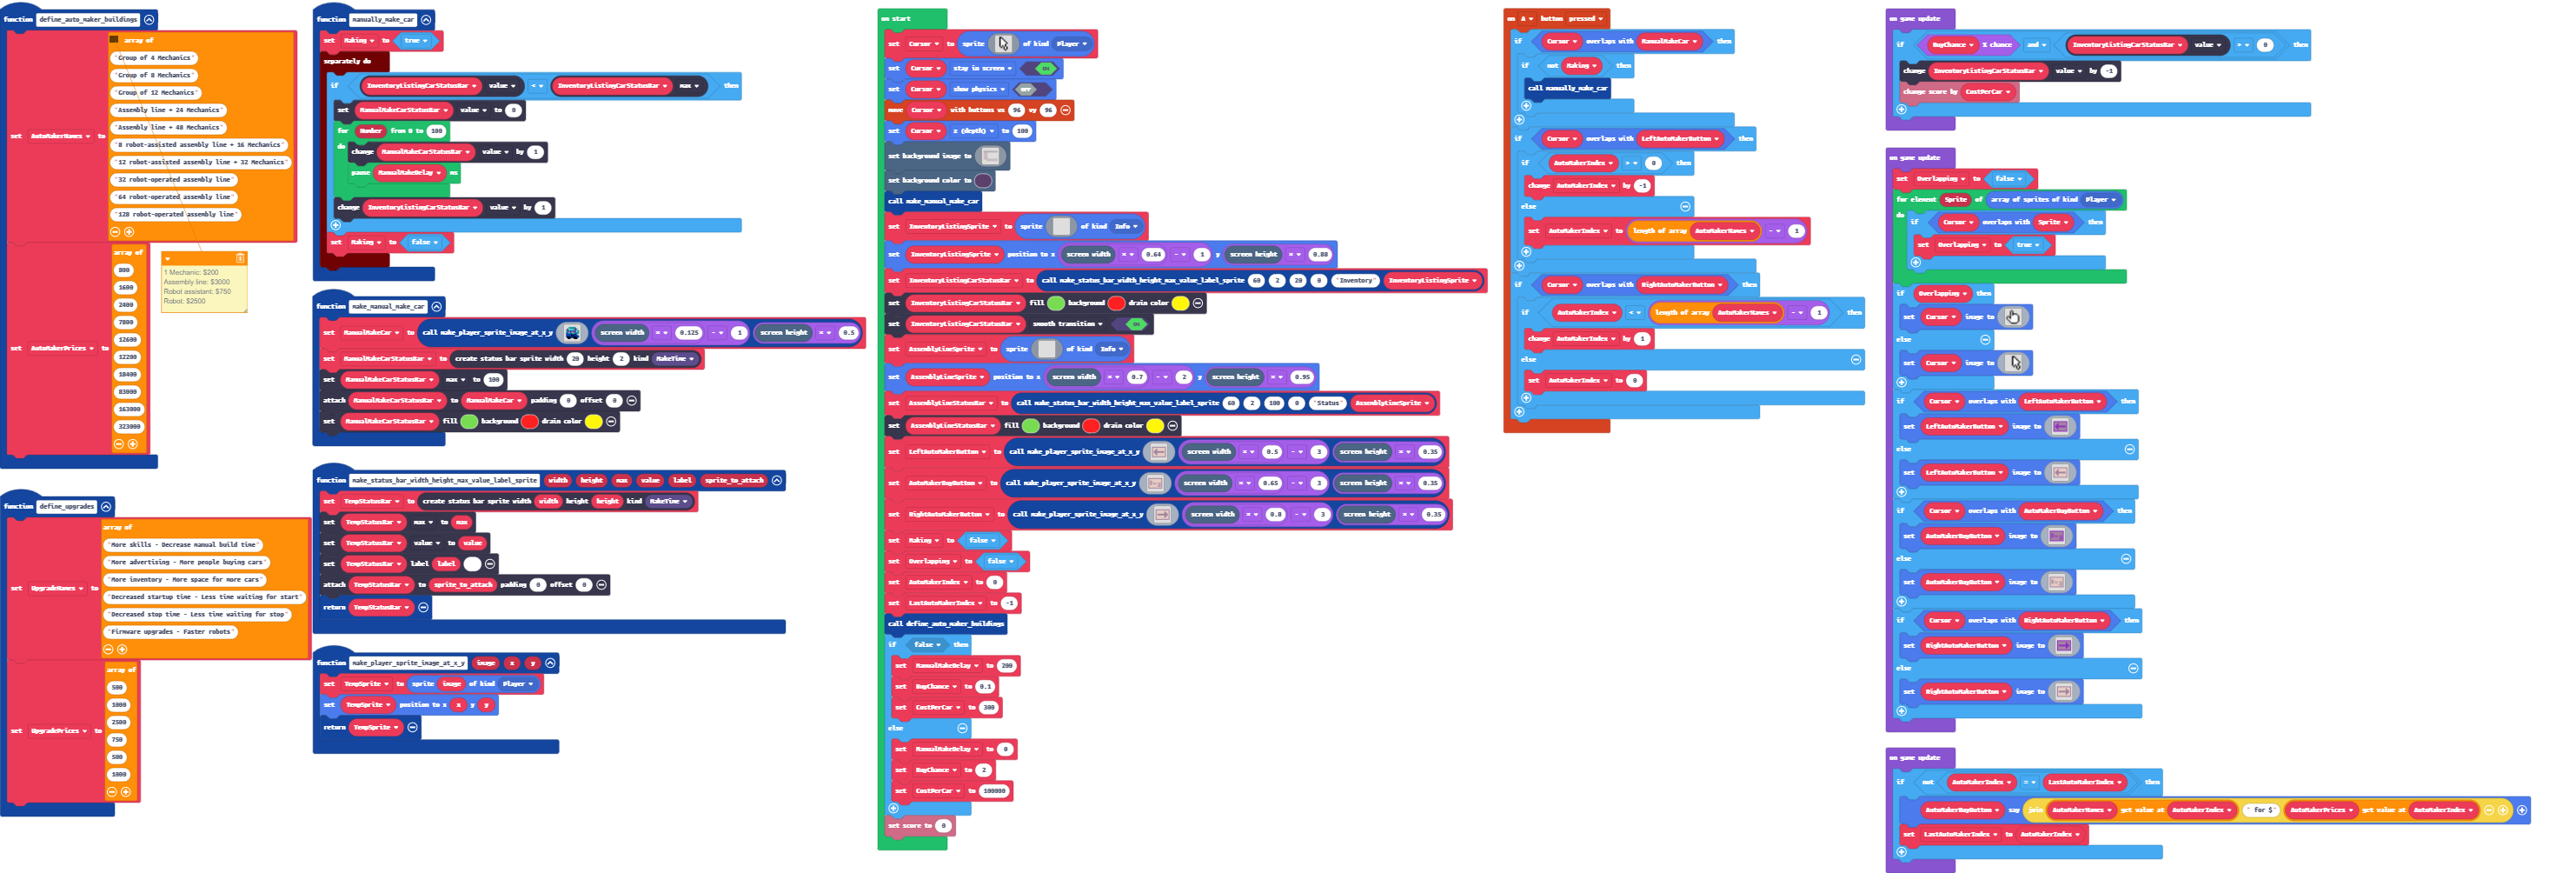 function define_auto_maker_buildings
set AutoMakerNames to array of
"Group of 4 Mechanics"
"Group of 8 Mechanics"
"Group of 12 Mechanics"
"Assembly line + 24 Mechanics"
"Assembly line + 48 Mechanics"
"8 robot-assisted assembly line + 16 Mechanics"
"12 robot-assisted assembly line + 32 Mechanics"
"32 robot-operated assembly line"
"64 robot-operated assembly line"
"128 robot-operated assembly line"
set AutoMakerPrices to array of
800
1600
2400
7800
12600
12200
18400
83000
163000
323000
1 Mechanic: $200
Assembly line: $3000
Robot assistant: $750
Robot: $2500
function define_upgrades
set UpgradeNames to array of
"More skills - Decrease manual build time"
"More advertising - More people buying cars"
"More inventory - More space for more cars"
"Decreased startup time - Less time waiting for start"
"Decreased stop time - Less time waiting for stop"
"Firmware upgrades - Faster robots"
set UpgradePrices to array of
500
1000
2500
750
500
1000
function manually_make_car
set Making to true
separately do
if InventoryListingCarStatusBar value < InventoryListingCarStatusBar max then
set ManualMakeCarStatusBar value to 0
for Number from 0 to 100
do change ManualMakeCarStatusBar value by 1
pause ManualMakeDelay ms
change InventoryListingCarStatusBar value by 1
set Making to false
function make_manual_make_car
set ManualMakeCar to call make_player_sprite_image_at_x_y screen width × 0.125 - 1 screen height × 0.5
set ManualMakeCarStatusBar to create status bar sprite width 20 height 2 kind MakeTime
set ManualMakeCarStatusBar max to 100
attach ManualMakeCarStatusBar to ManualMakeCar padding 0 offset 0
set ManualMakeCarStatusBar fill background drain color
function make_status_bar_width_height_max_value_label_sprite width height max value label sprite_to_attach
set TempStatusBar to create status bar sprite width width height height kind MakeTime
set TempStatusBar max to max
set TempStatusBar value to value
set TempStatusBar label label
attach TempStatusBar to sprite_to_attach padding 0 offset 0
return TempStatusBar
function make_player_sprite_image_at_x_y image x y
set TempSprite to sprite image of kind Player
set TempSprite position to x x y y
return TempSprite
on start
set Cursor to sprite of kind Player
set Cursor stay in screen ON
set Cursor show physics OFF
move Cursor with buttons vx 96 vy 96
set Cursor z (depth) to 100
set background image to
set background color to
call make_manual_make_car
set InventoryListingSprite to sprite of kind Info
set InventoryListingSprite position to x screen width × 0.64 - 1 y screen height × 0.88
set InventoryListingCarStatusBar to call make_status_bar_width_height_max_value_label_sprite 60 2 20 0 "Inventory" InventoryListingSprite
set InventoryListingCarStatusBar fill background drain color
set InventoryListingCarStatusBar smooth transition ON
set AssemblyLineSprite to sprite of kind Info
set AssemblyLineSprite position to x screen width × 0.7 - 2 y screen height × 0.95
set AssemblyLineStatusBar to call make_status_bar_width_height_max_value_label_sprite 60 2 100 0 "Status" AssemblyLineSprite
set AssemblyLineStatusBar fill background drain color
set LeftAutoMakerButton to call make_player_sprite_image_at_x_y screen width × 0.5 - 3 screen height × 0.35
set AutoMakerBuyButton to call make_player_sprite_image_at_x_y screen width × 0.65 - 3 screen height × 0.35
set RightAutoMakerButton to call make_player_sprite_image_at_x_y screen width × 0.8 - 3 screen height × 0.35
set Making to false
set Overlapping to false
set AutoMakerIndex to 0
set LastAutoMakerIndex to -1
call define_auto_maker_buildings
if false then
set ManualMakeDelay to 200
set BuyChance to 0.1
set CostPerCar to 300
else
set ManualMakeDelay to 0
set BuyChance to 2
set CostPerCar to 100000
set score to 0
on A button pressed
if Cursor overlaps with ManualMakeCar then
if not Making then
call manually_make_car
if Cursor overlaps with LeftAutoMakerButton then
if AutoMakerIndex > 0 then
change AutoMakerIndex by -1
else
set AutoMakerIndex to length of array AutoMakerNames - 1
if Cursor overlaps with RightAutoMakerButton then
if AutoMakerIndex < length of array AutoMakerNames - 1 then
change AutoMakerIndex by 1
else
set AutoMakerIndex to 0
on game update
if BuyChance % chance and InventoryListingCarStatusBar value > 0 then
change InventoryListingCarStatusBar value by -1
change score by CostPerCar
on game update
set Overlapping to false
for element Sprite of array of sprites of kind Player
do if Cursor overlaps with Sprite then
set Overlapping to true
if Overlapping then
set Cursor image to
else
set Cursor image to
if Cursor overlaps with LeftAutoMakerButton then
set LeftAutoMakerButton image to
else
set LeftAutoMakerButton image to
if Cursor overlaps with AutoMakerBuyButton then
set AutoMakerBuyButton image to
else
set AutoMakerBuyButton image to
if Cursor overlaps with RightAutoMakerButton then
set RightAutoMakerButton image to
else
set RightAutoMakerButton image to
on game update
if not AutoMakerIndex = LastAutoMakerIndex then
AutoMakerBuyButton say join AutoMakerNames get value at AutoMakerIndex " for $" AutoMakerPrices get value at AutoMakerIndex
set LastAutoMakerIndex to AutoMakerIndex